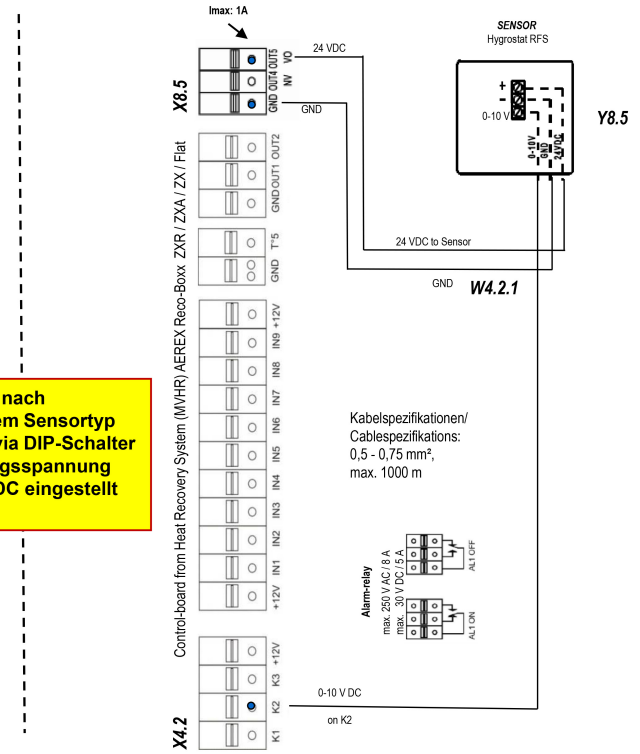 Imax: 1A
SENSOR
Hygrostat RFS
24 VDC
GND
X8.5
OUT5
VO
OUT4
NV
GND
+
-
0-10 V
0-10V
GND
24VDC
Y8.5
OUT2
OUT1
GND
T°5
GND
24 VDC to Sensor
GND
W4.2.1
Control-board from Heat Recovery System (MVHR) AEREX Reco-Boxx ZXR / ZXA / ZX / Flat
+12V
IN9
IN8
IN7
IN6
IN5
IN4
IN3
IN2
IN1
+12V
nach
em Sensortyp
via DIP-Schalter
gsspannung
DC eingestellt
Kabelspezifikationen/
Cablespezifikations:
0,5 - 0,75 mm²,
max. 1000 m
Alarm-relay
max. 250 V AC / 8 A
max. 30 V DC / 5 A
AL1 OFF
AL1 ON
X4.2
+12V
K3
K2
K1
0-10 V DC
on K2